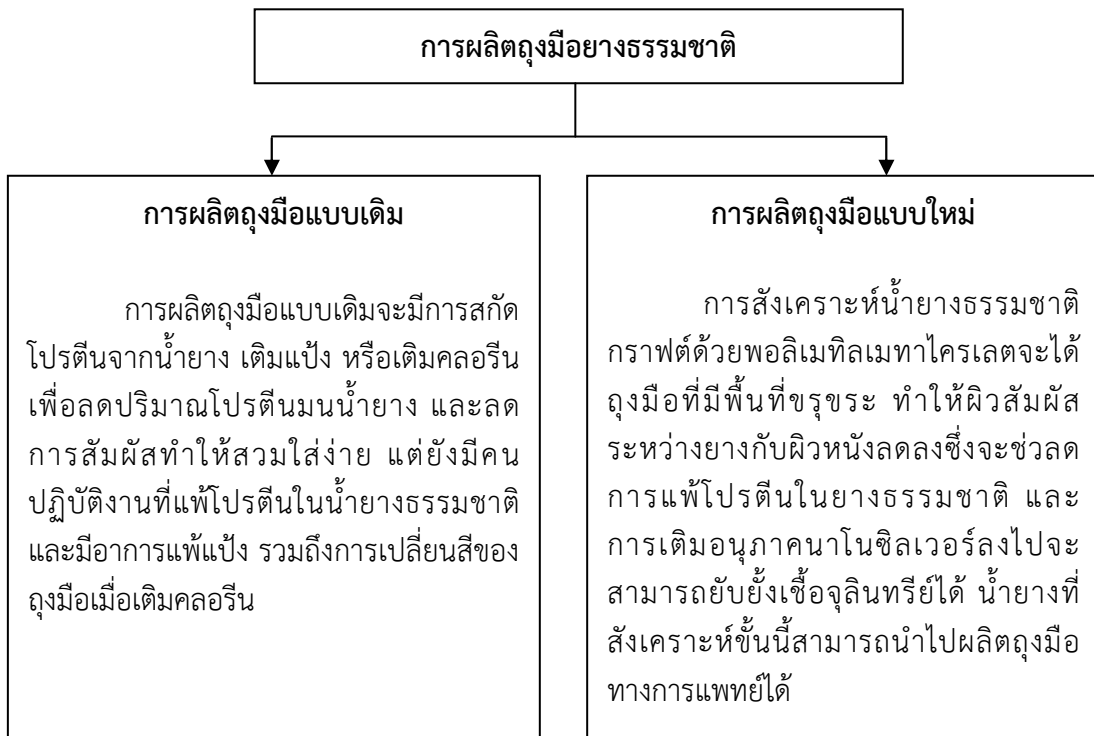 การผลิตถุงมือยางธรรมชาติ
การผลิตถุงมือแบบเดิม
การผลิตถุงมือแบบเดิมจะมีการสกัด
โปรตีนจากน้ำยาง เติมแป้ง หรือเติมคลอรีน
เพื่อลดปริมาณโปรตีนมนน้ำยาง และลด
การสัมผัสทำให้สวมใส่ง่าย แต่ยังมีคน
ปฏิบัติงานที่แพ้โปรตีนในน้ำยางธรรมชาติ
และมีอาการแพ้แป้ง รวมถึงการเปลี่ยนสีของ
ถุงมือเมื่อเติมคลอรีน
การผลิตถุงมือแบบใหม่
การสังเคราะห์น้ำยางธรรมชาติ
กราฟต์ด้วยพอลิเมทิลเมทาไครเลตจะได้
ถุงมือที่มีพื้นที่ขรุขระ ทำให้ผิวสัมผัส
ระหว่างยางกับผิวหนังลดลงซึ่งจะช่วลด
การแพ้โปรตีนในยางธรรมชาติ และ
การเติมอนุภาคนาโนซิลเวอร์ลงไปจะ
สามารถยับยั้งเชื้อจุลินทรีย์ได้ น้ำยางที่
สังเคราะห์ขั้นนี้สามารถนำไปผลิตถุงมือ
ทางการแพทย์ได้